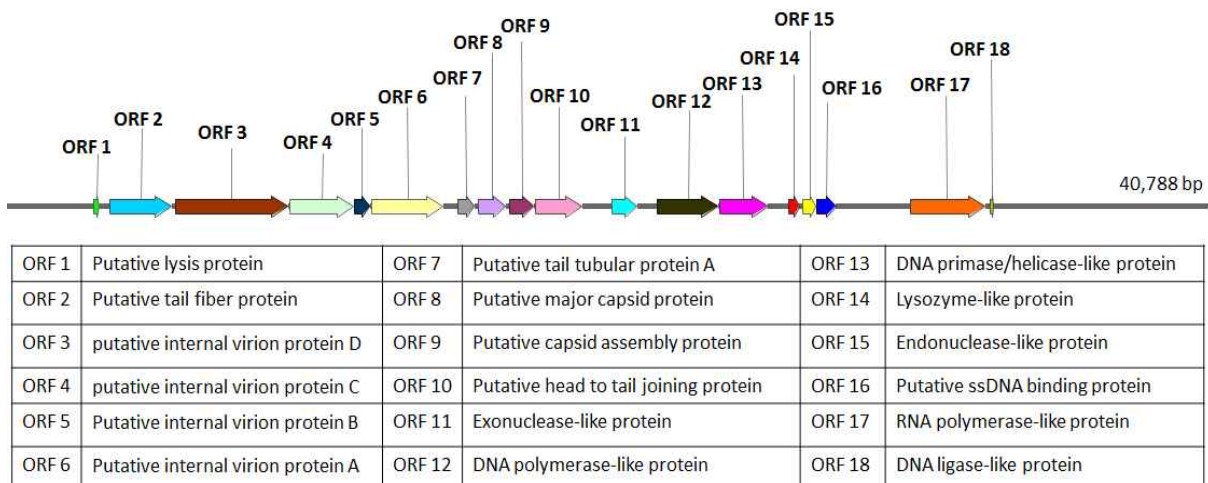 ORF 15
ORF 9
ORF 18
ORF 8
ORF 14
ORF 7
ORF 13
ORF 17
ORF 16
ORF 6
ORF 10
ORF 12
ORF 2
ORF 5
ORF 3
ORF 11
ORF 4
ORF 1
40,788 bp
ORF 1 Putative lysis protein ORF 7 Putative tail tubular protein A ORF 13 DNA primase/helicase-like protein
ORF 2 Putative tail fiber protein ORF 8 Putative major capsid protein ORF 14 Lysozyme-like protein
ORF 3 putative internal virion protein D ORF 9 Putative capsid assembly protein ORF 15 Endonuclease-like protein
ORF 4 putative internal virion protein C ORF 10 Putative head to tail joining protein ORF 16 Putative ssDNA binding protein
ORF 5 Putative internal virion protein B ORF 11 Exonuclease-like protein ORF 17 RNA polymerase-like protein
ORF 6 Putative internal virion protein A ORF 12 DNA polymerase-like protein ORF 18 DNA ligase-like protein